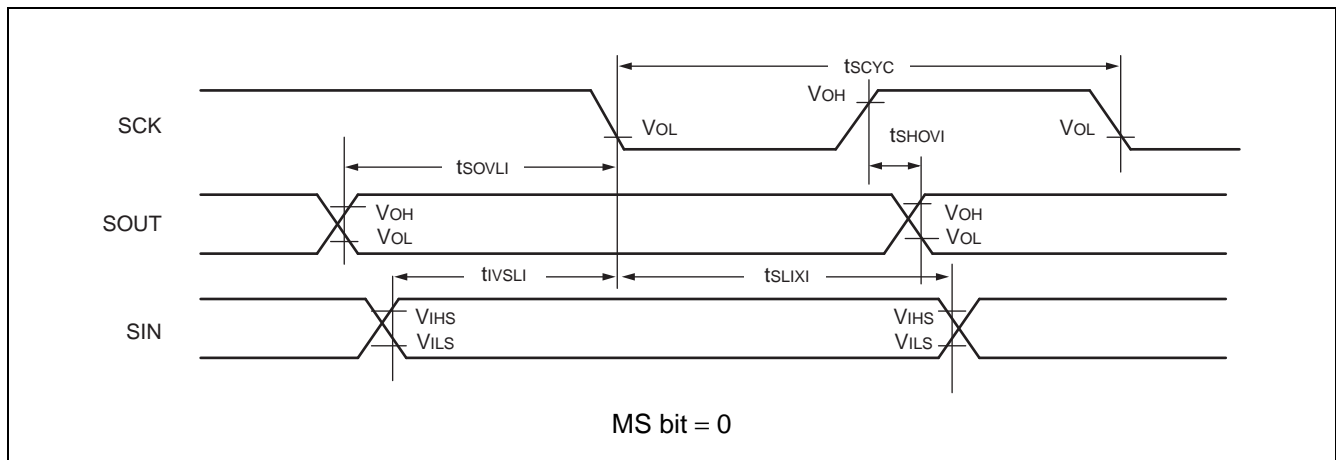 tSCYC
VOH
SCK
VOL
tSHOVI
VOL
tSOVLI
SOUT
VOH
VOL
VOH
VOL
tIVSLI
tSLIXI
SIN
VIHS
VILS
VIHS
VILS
MS bit = 0